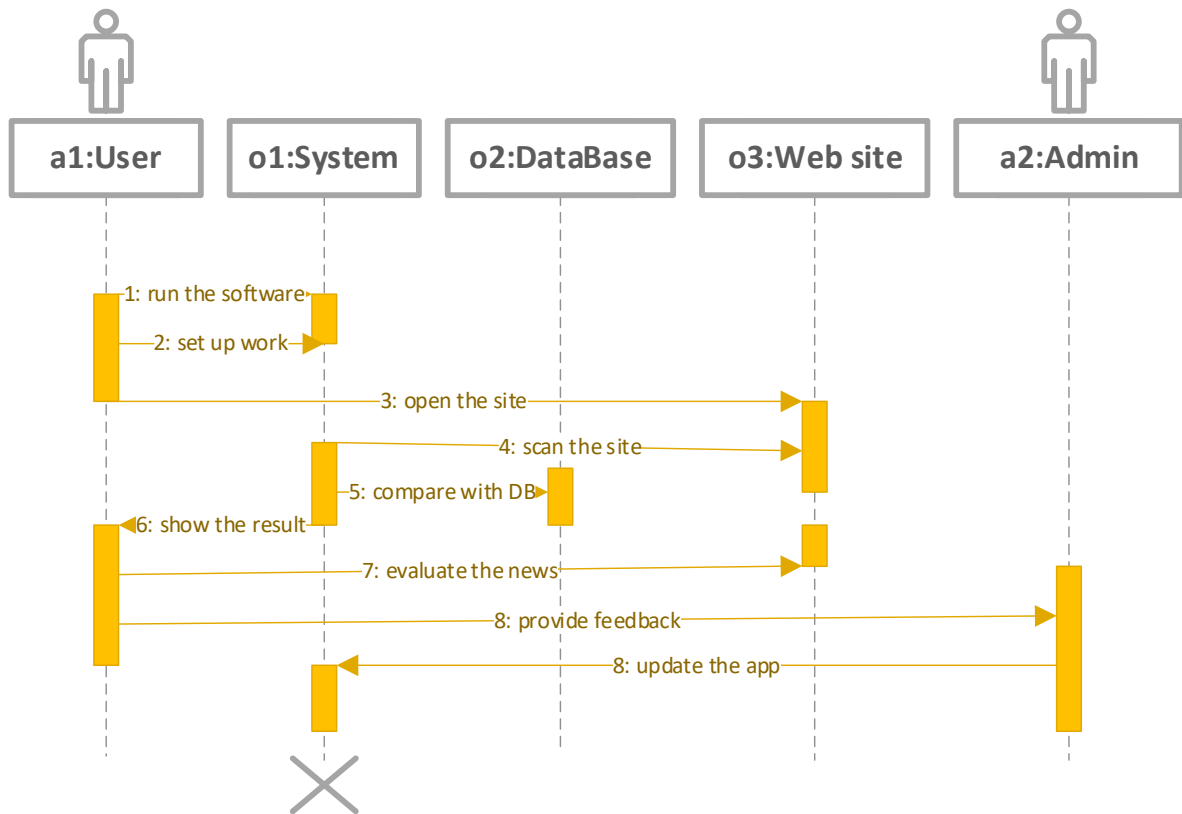 a1:User
o1:System
o2:DataBase
o3:Web site
a2:Admin
1: run the software
2: set up work
3: open the site
4: scan the site
5: compare with DB
6: show the result
7: evaluate the news
8: provide feedback
8: update the app